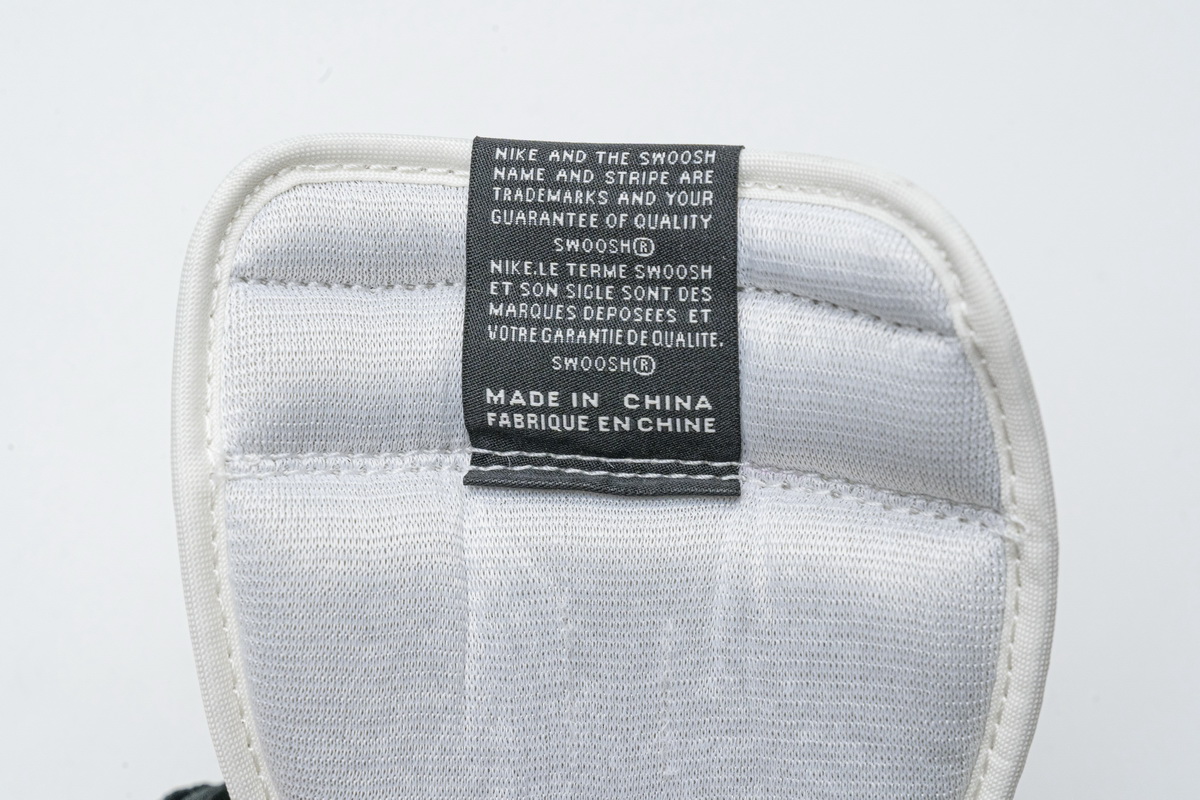 NIKE AND THE SWOOSH
NAME AND STRIPE ARE
TRADEMARKS AND YOUR
GUARANTEE OF QUALITY
SWOOSH®
NIKE.LE TERME SWOOSH
ET SON SIGLE SONT DES
MARQUES DEPOSEES ET
VOTRE GARANTIE DE QUALITE.
SWOOSH®
MADE IN CHINA
FABRIQUE EN CHINE